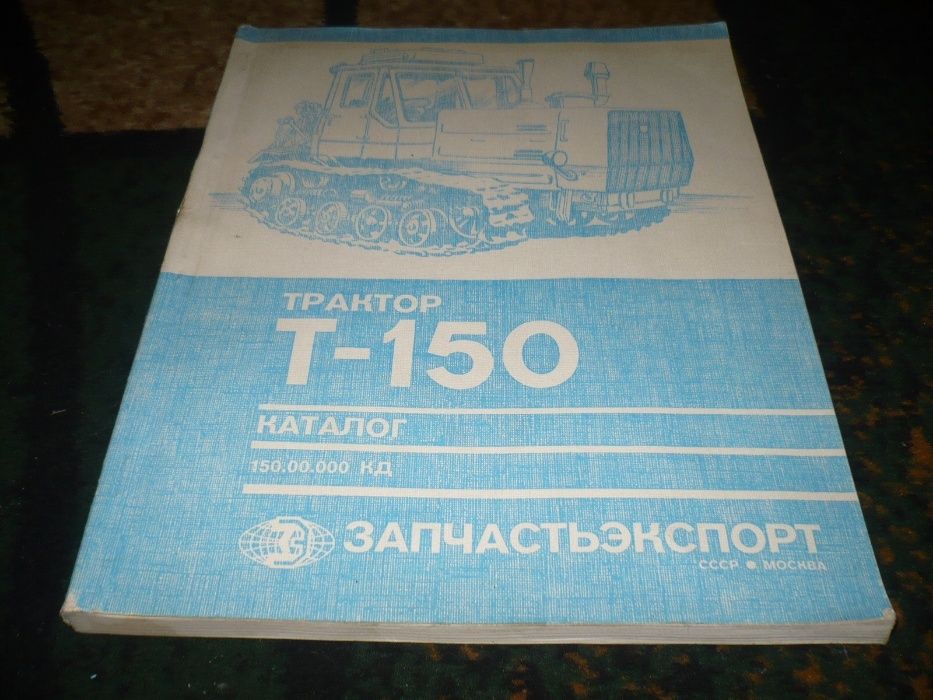 ТРАКТОР
Т-150
КАТАЛОГ
150.00.000 КД
ЗАПЧАСТЬЭКСПОРТ
СССР ● МОСКВА